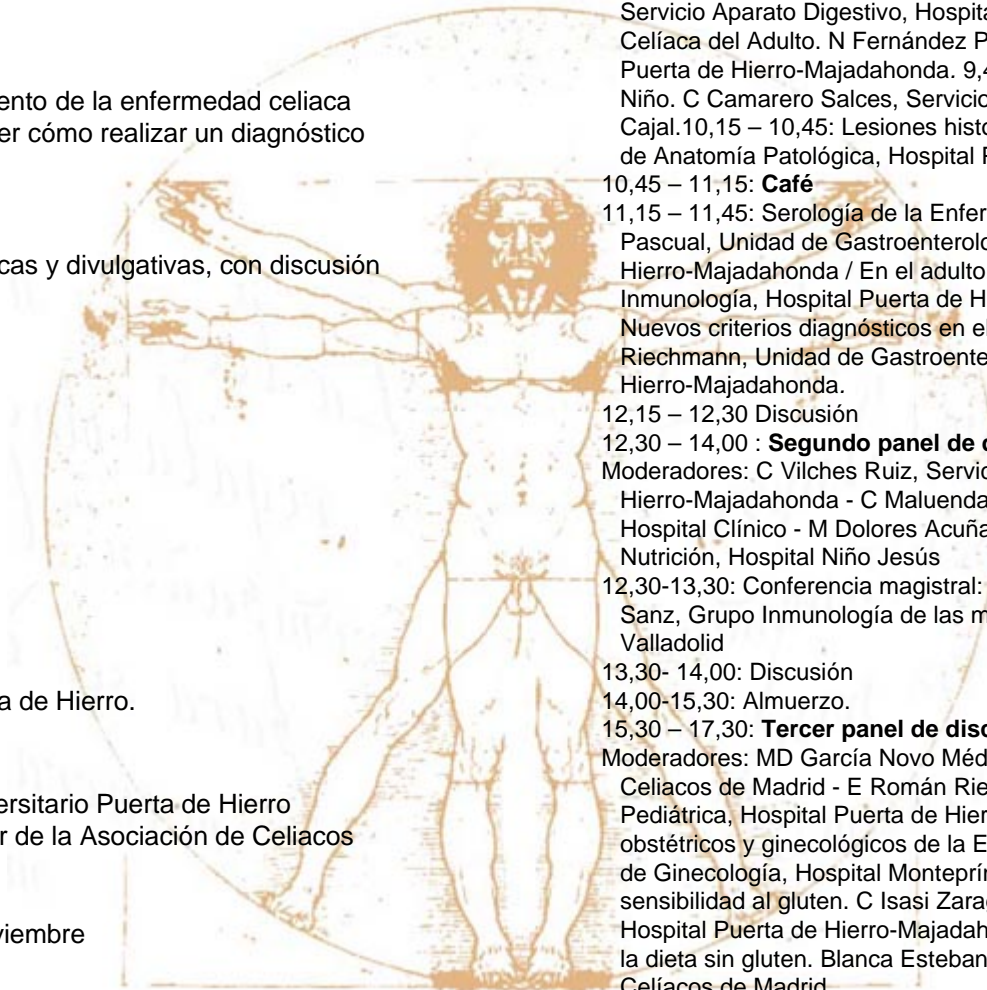 ento de la enfermedad celiaca
er cómo realizar un diagnóstico
cas y divulgativas, con discusión
a de Hierro.
ersitario Puerta de Hierro
r de la Asociación de Celiacos
viembre
Servicio Aparato Digestivo, Hospita
Celíaca del Adulto. N Fernández P
Puerta de Hierro-Majadahonda. 9,4
Niño. C Camarero Salces, Servicio
Cajal.10,15 – 10,45: Lesiones histo
de Anatomía Patológica, Hospital P
10,45 – 11,15: Café
11,15 – 11,45: Serología de la Enfer
Pascual, Unidad de Gastroenterolo
Hierro-Majadahonda / En el adulto
Inmunología, Hospital Puerta de H
Nuevos criterios diagnósticos en el
Riechmann, Unidad de Gastroente
Hierro-Majadahonda.
12,15 – 12,30 Discusión
12,30 – 14,00 : Segundo panel de d
Moderadores: C Vilches Ruiz, Servic
Hierro-Majadahonda - C Maluenda
Hospital Clínico - M Dolores Acuña
Nutrición, Hospital Niño Jesús
12,30-13,30: Conferencia magistral:
Sanz, Grupo Inmunología de las m
Valladolid
13,30- 14,00: Discusión
14,00-15,30: Almuerzo.
15,30 – 17,30: Tercer panel de disc
Moderadores: MD García Novo Méd
Celiacos de Madrid - E Román Rie
Pediátrica, Hospital Puerta de Hier
obstétricos y ginecológicos de la E
de Ginecología, Hospital Monteprín
sensibilidad al gluten. C Isasi Zarag
Hospital Puerta de Hierro-Majadah
la dieta sin gluten. Blanca Esteban
Celíacos de Madrid